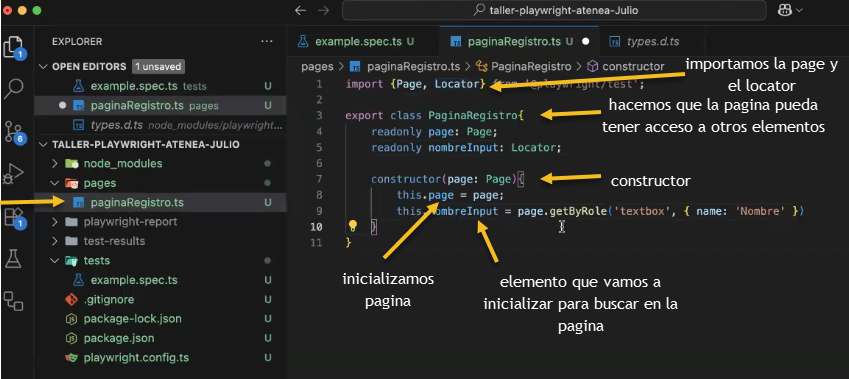 taller-playwright-atenea-Julio
EXPLORER
OPEN EDITORS 1 unsaved
example.spec.ts tests U
paginaRegistro.ts pages U
types.d.ts node_modules/playwright...
TALLER-PLAYWRIGHT-ATENEA-JULIO
node_modules
pages
paginaRegistro.ts U
playwright-report
test-results
tests
example.spec.ts U
.gitignore U
package-lock.json U
package.json U
playwright.config.ts U
1
6
1
example.spec.ts U
paginaRegistro.ts U
types.d.ts
pages > paginaRegistro.ts > PaginaRegistro > constructor
1 import {Page, Locator} from '@playwright/test';
2
3 export class PaginaRegistro{
4 readonly page: Page;
5 readonly nombreInput: Locator;
6
7 constructor(page: Page){
8 this.page = page;
9 this.nombreInput = page.getByRole('textbox', { name: 'Nombre' })
10 }
11 }
importamos la page y
el locator
hacemos que la pagina pueda
tener acceso a otros elementos
constructor
inicializamos
pagina
elemento que vamos a
inicializar para buscar en la
pagina